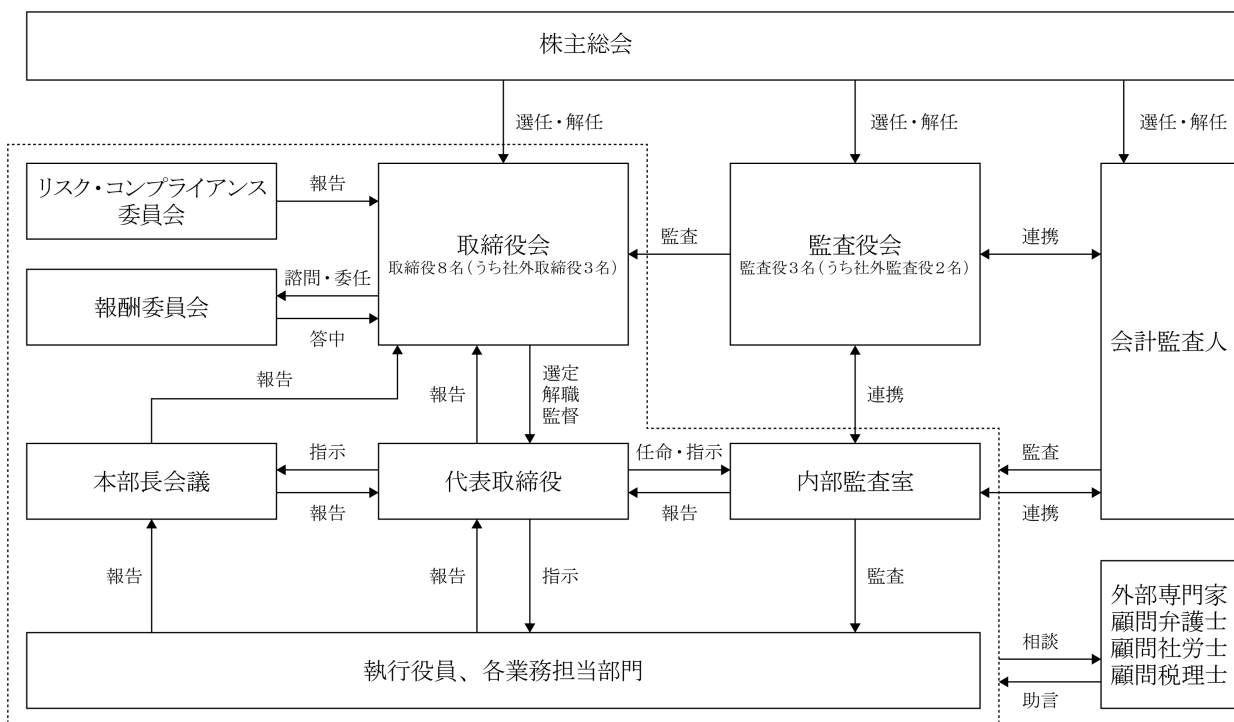 株主総会
選任・解任
選任・解任
選任・解任
リスク・コンプライアンス
委員会
報告
取締役会
取締役8名（うち社外取締役3名）
監査
監査役会
監査役3名（うち社外監査役2名）
連携
会計監査人
報酬委員会
諮問・委任
答中
報告
報告
選定
解職
監督
連携
本部長会議
指示
報告
代表取締役
任命・指示
報告
内部監査室
監査
連携
報告
報告
指示
監査
執行役員、各業務担当部門
相談
助言
外部専門家
顧問弁護士
顧問社労士
顧問税理士